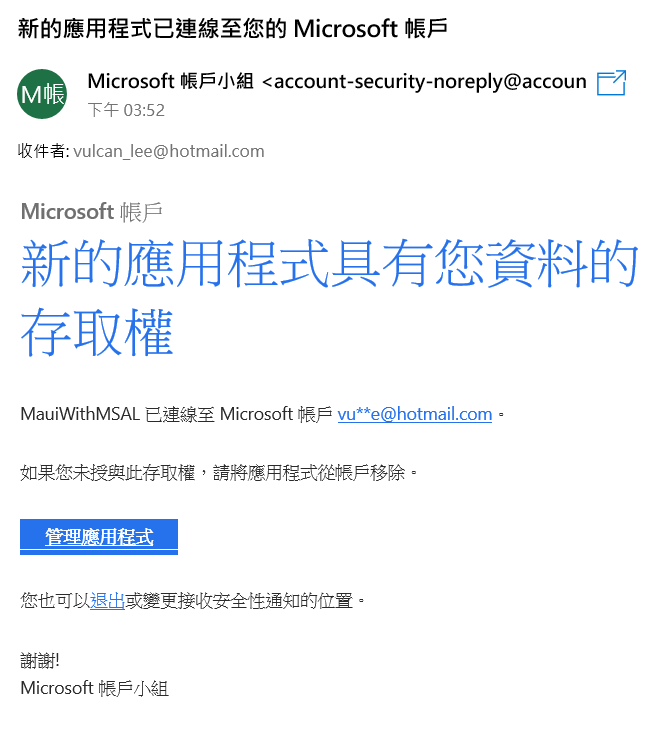 新的應用程式已連線至您的 Microsoft 帳戶
M帳
Microsoft 帳戶小組 <account-security-noreply@accoun
下午 03:52
收件者: vulcan_lee@hotmail.com
Microsoft 帳戶
新的應用程式具有您資料的
存取權
MauiWithMSAL 已連線至 Microsoft 帳戶 vu**e@hotmail.com。
如果您未授與此存取權，請將應用程式從帳戶移除。
管理應用程式
您也可以退出或變更接收安全性通知的位置。
謝謝!
Microsoft 帳戶小組